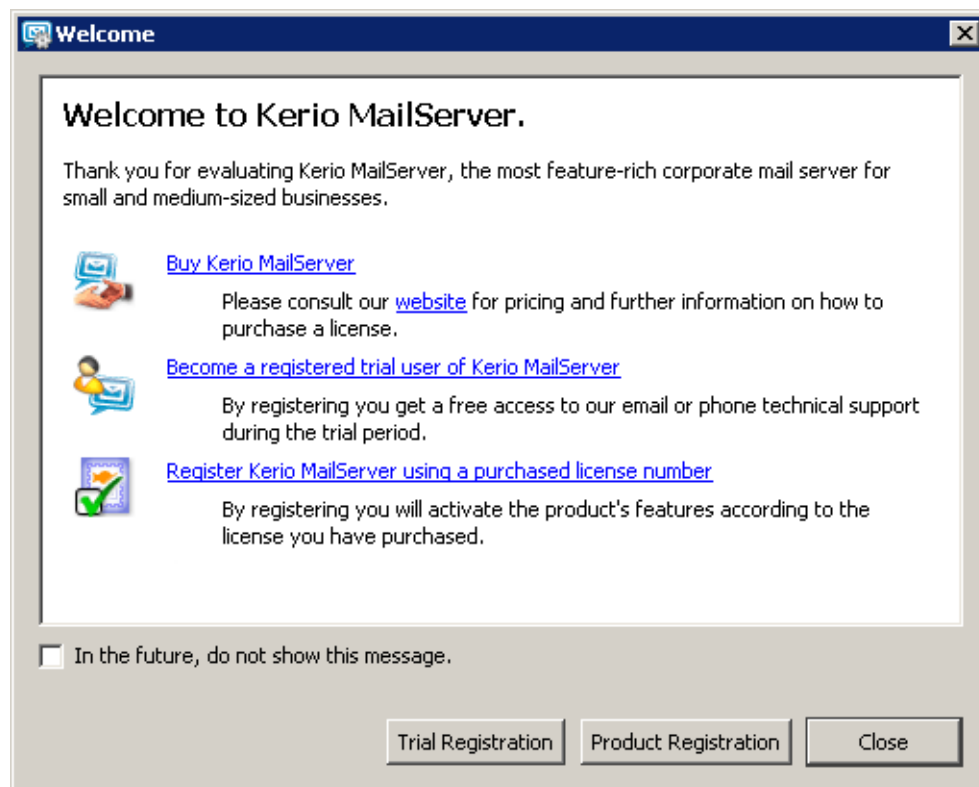 Welcome
Welcome to Kerio MailServer.
Thank you for evaluating Kerio MailServer, the most feature-rich corporate mail server for
small and medium-sized businesses.
Buy Kerio MailServer
Please consult our website for pricing and further information on how to
purchase a license.
Become a registered trial user of Kerio MailServer
By registering you get a free access to our email or phone technical support
during the trial period.
Register Kerio MailServer using a purchased license number
By registering you will activate the product's features according to the
license you have purchased.
In the future, do not show this message.
Trial Registration Product Registration Close